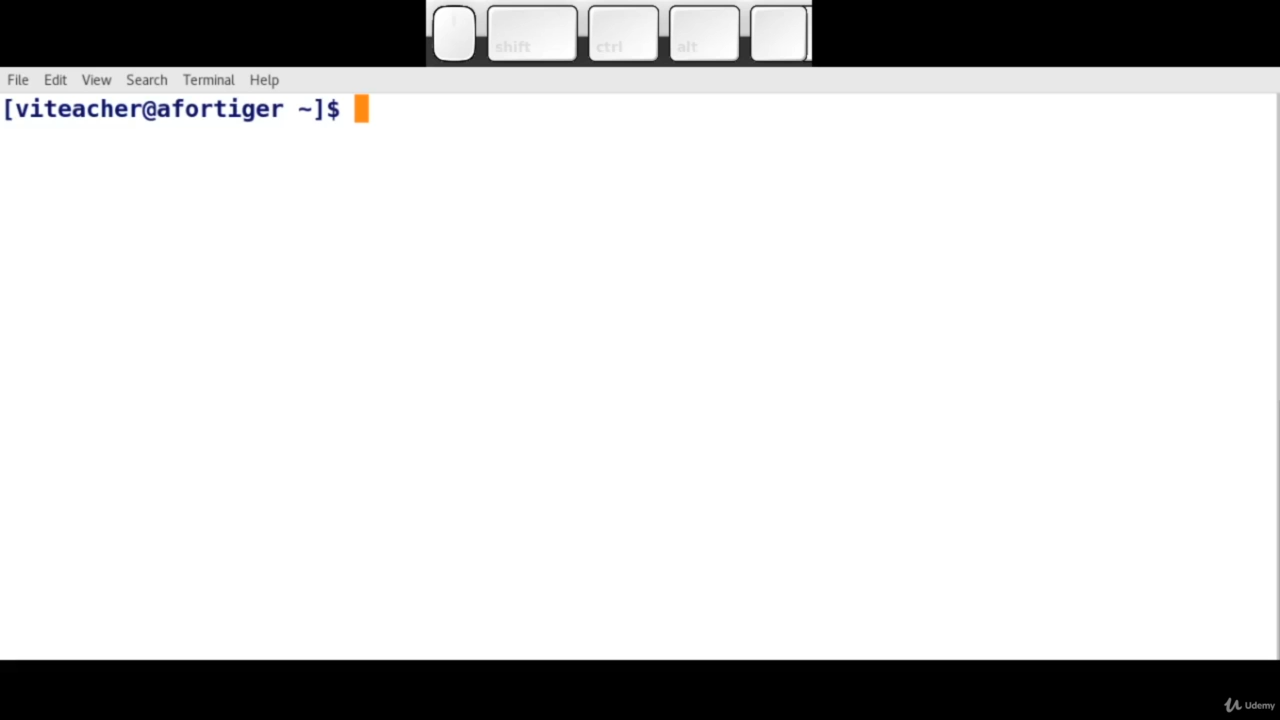 shift ctrl alt
File Edit View Search Terminal Help
[viteacher@afortiger ~]$
Udemy